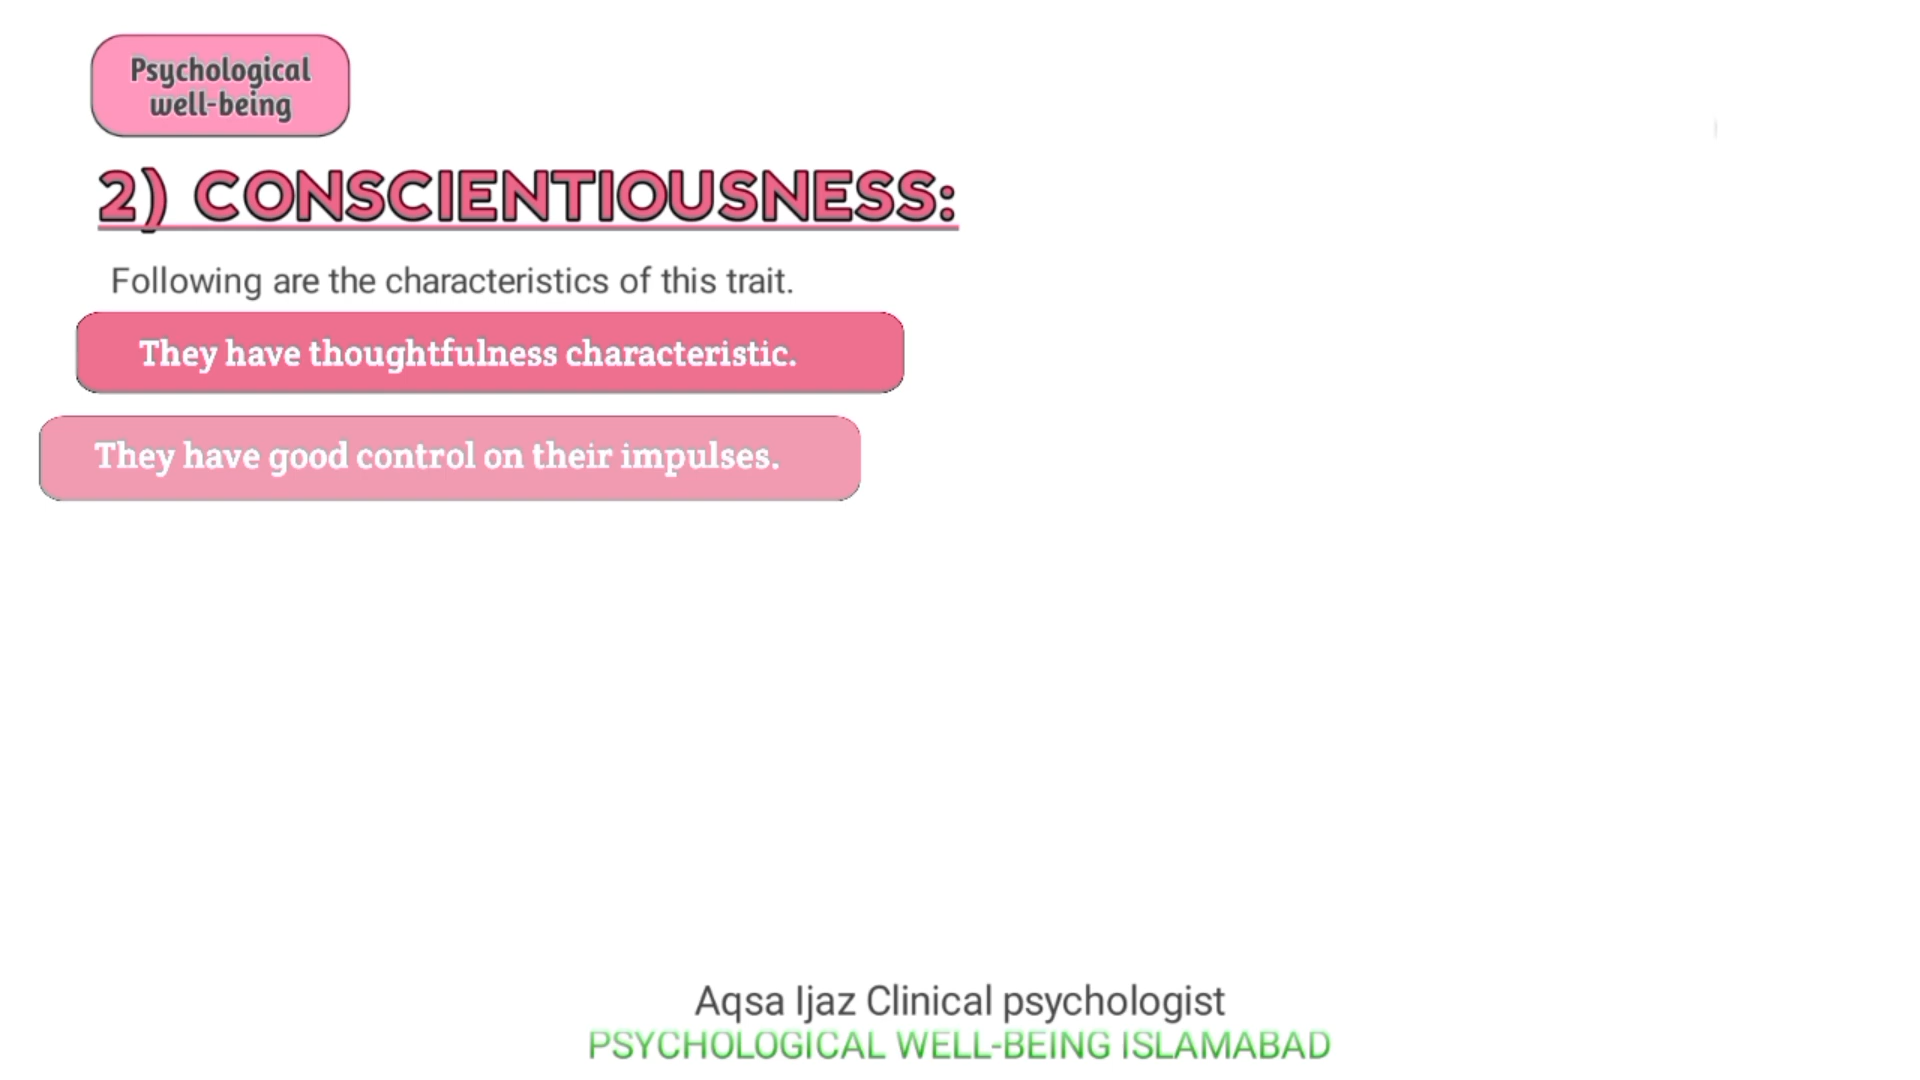 Psychological
well-being
2) CONSCIENTIOUSNESS:
Following are the characteristics of this trait.
They have thoughtfulness characteristic.
They have good control on their impulses.
Aqsa Ijaz Clinical psychologist
PSYCHOLOGICAL WELL-BEING ISLAMABAD